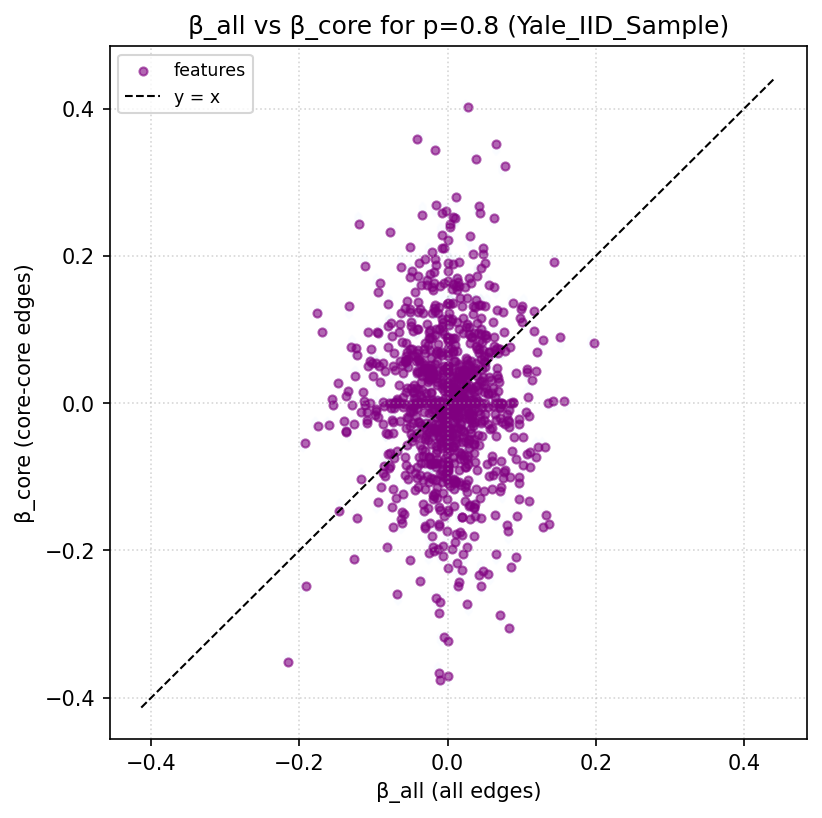 β_all vs β_core for p=0.8 (Yale_IID_Sample)
features
y = x
β_core (core-core edges)
0.4
0.2
0.0
−0.2
−0.4
−0.4
−0.2
0.0
0.2
0.4
β_all (all edges)